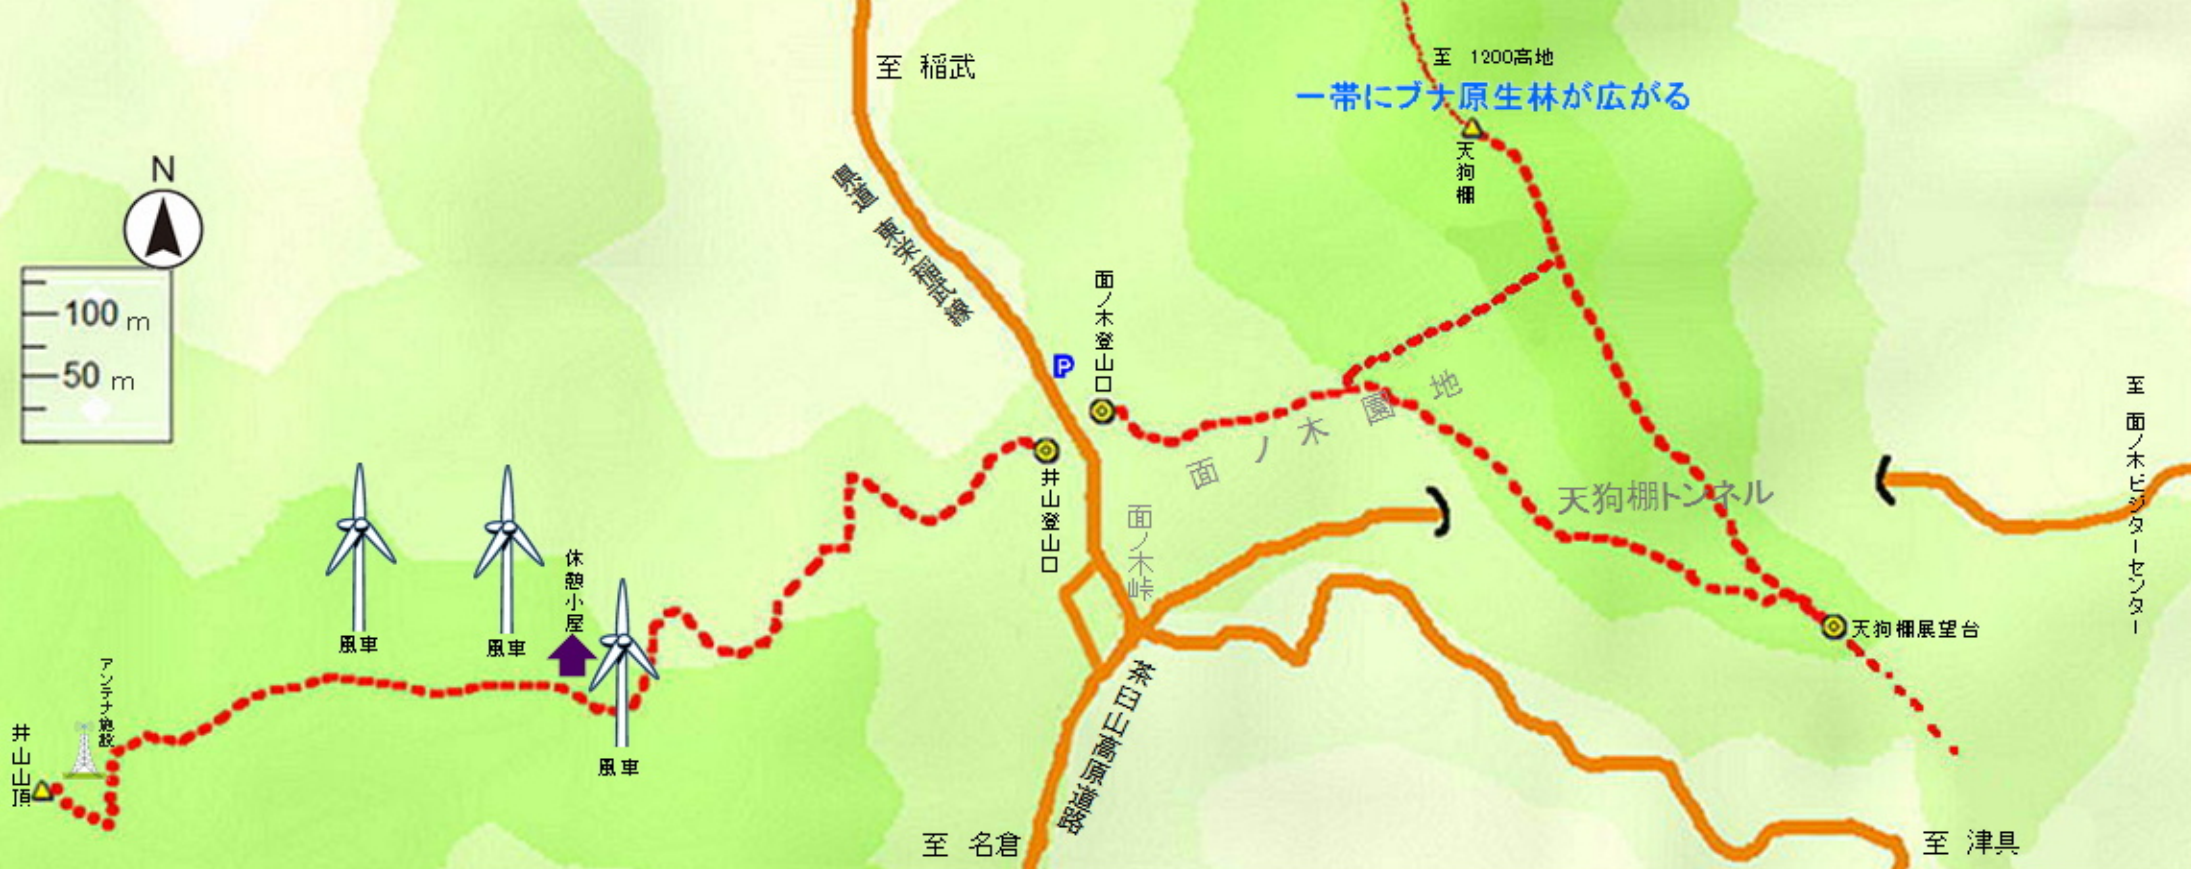 至 稲武
至 1200高地
一帯にブナ原生林が広がる
天狗棚
N
県道 東栄稲武線
面ノ木登山口
100 m
50 m
P
至 面ノ木ビジターセンター
面ノ木園地
井山登山口
天狗棚トンネル
面ノ木峠
休憩小屋
風車
風車
風車
天狗棚展望台
アンテナ施設
井山山頂
茶臼山高原道路
至 名倉
至 津具